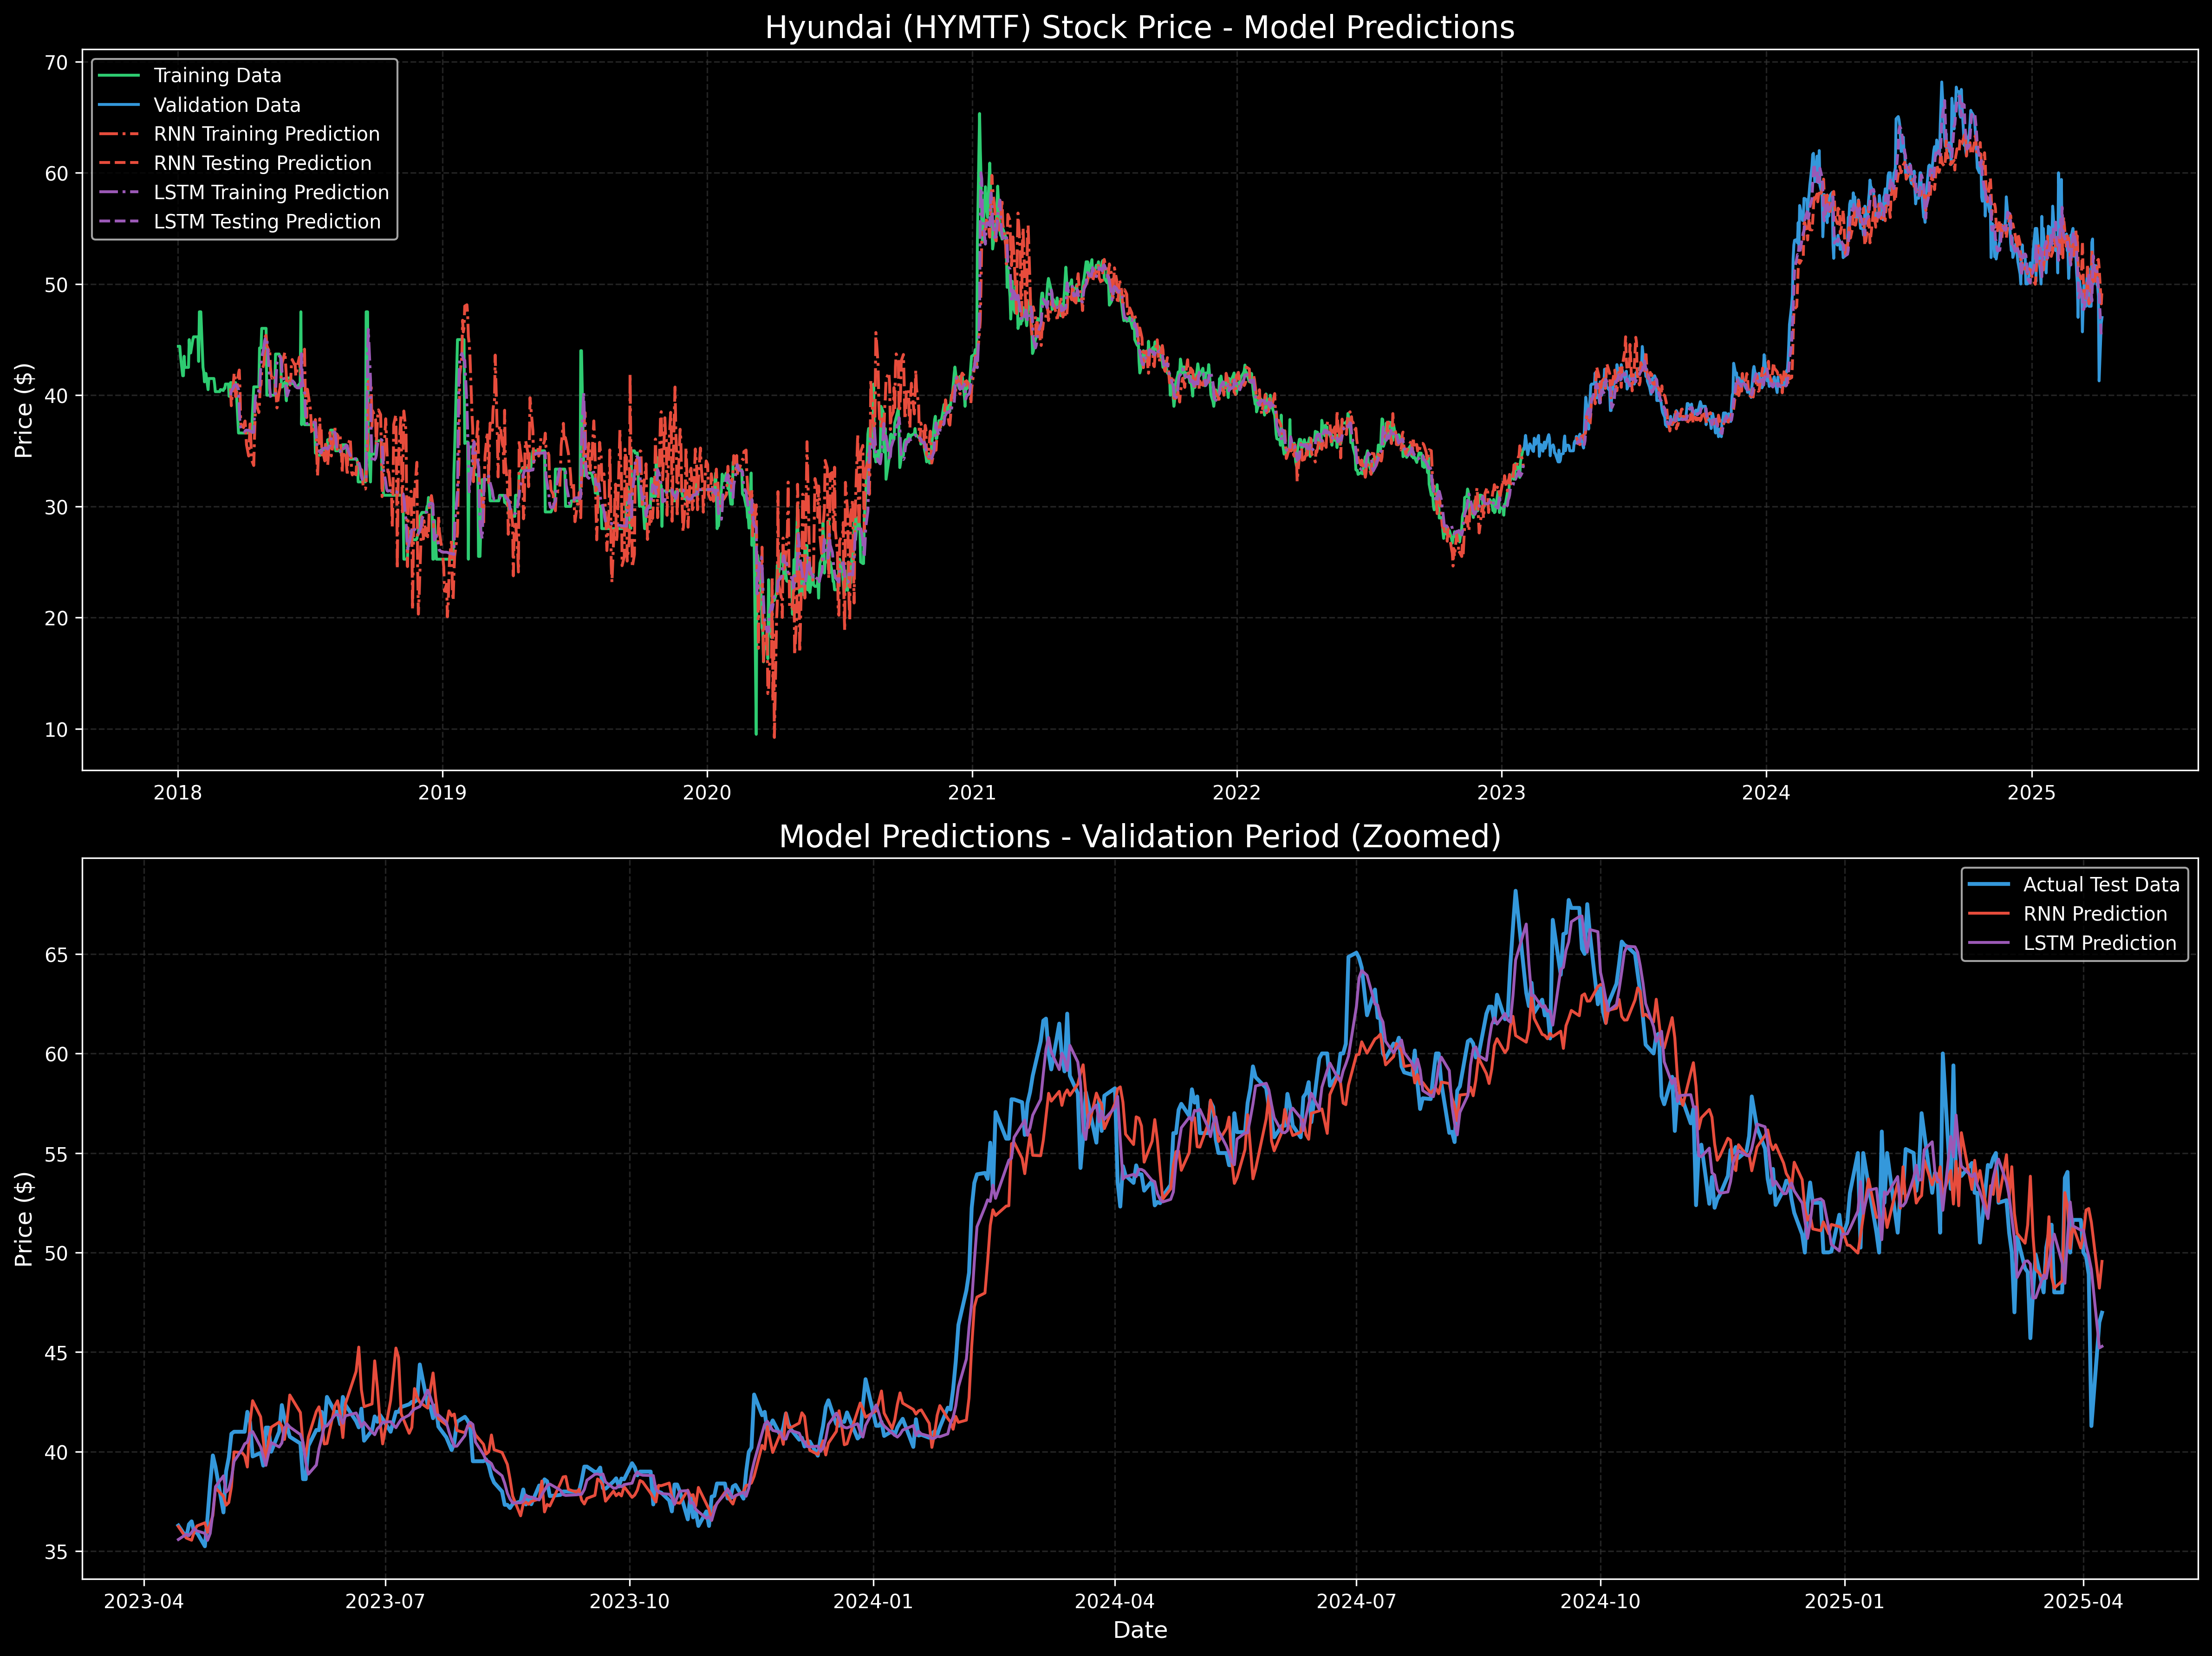 Hyundai (HYMTF) Stock Price - Model Predictions
Training Data
Validation Data
RNN Training Prediction
RNN Testing Prediction
LSTM Training Prediction
LSTM Testing Prediction
Price ($)
70
60
50
40
30
20
10
2018 2019 2020 2021 2022 2023 2024 2025
Model Predictions - Validation Period (Zoomed)
Actual Test Data
RNN Prediction
LSTM Prediction
Price ($)
65
60
55
50
45
40
35
2023-04 2023-07 2023-10 2024-01 2024-04 2024-07 2024-10 2025-01 2025-04
Date